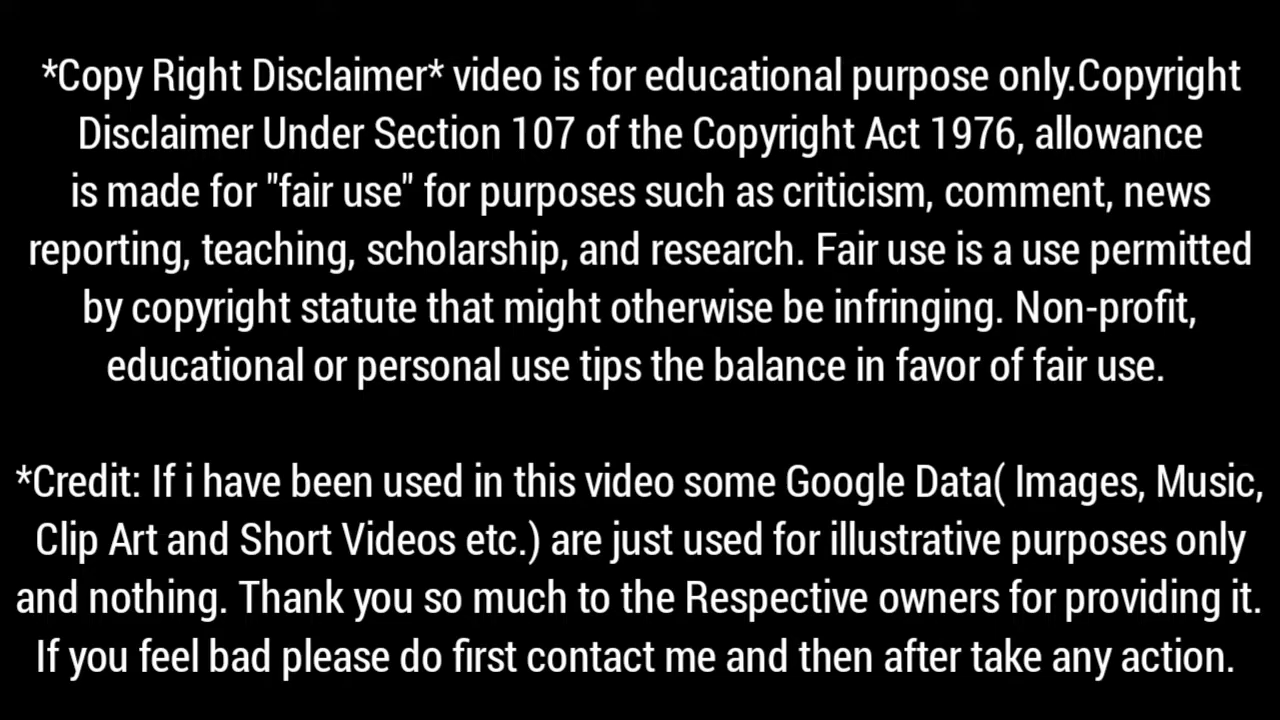 *Copy Right Disclaimer* video is for educational purpose only.Copyright
Disclaimer Under Section 107 of the Copyright Act 1976, allowance
is made for "fair use" for purposes such as criticism, comment, news
reporting, teaching, scholarship, and research. Fair use is a use permitted
by copyright statute that might otherwise be infringing. Non-profit,
educational or personal use tips the balance in favor of fair use.
*Credit: If i have been used in this video some Google Data( Images, Music,
Clip Art and Short Videos etc.) are just used for illustrative purposes only
and nothing. Thank you so much to the Respective owners for providing it.
If you feel bad please do first contact me and then after take any action.